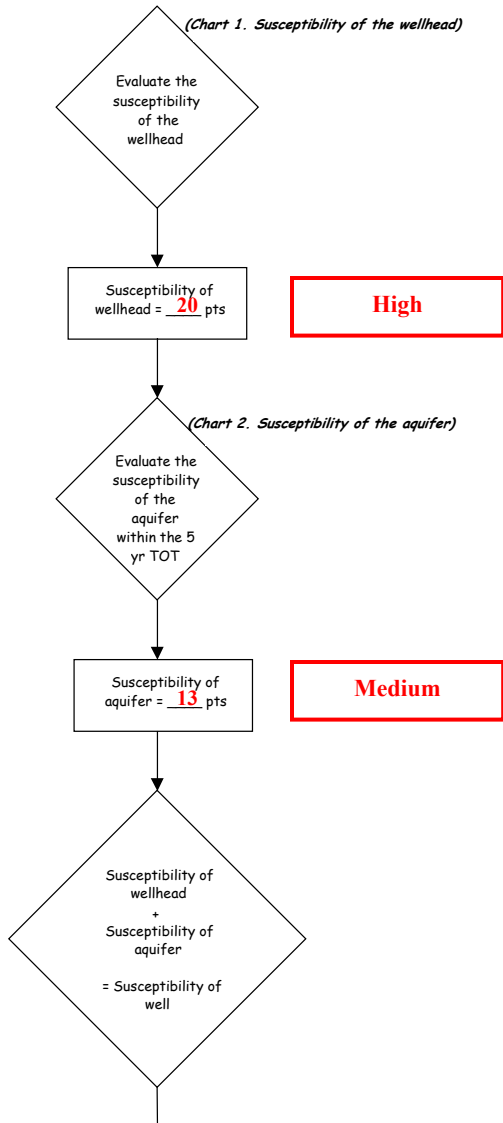 (Chart 1. Susceptibility of the wellhead)
Evaluate the
susceptibility
of the
wellhead
Susceptibility of
wellhead = 20 pts
High
(Chart 2. Susceptibility of the aquifer)
Evaluate the
susceptibility
of the
aquifer
within the 5
yr TOT
Susceptibility of
aquifer = 13 pts
Medium
Susceptibility of
wellhead
+
Susceptibility of
aquifer
= Susceptibility of
well